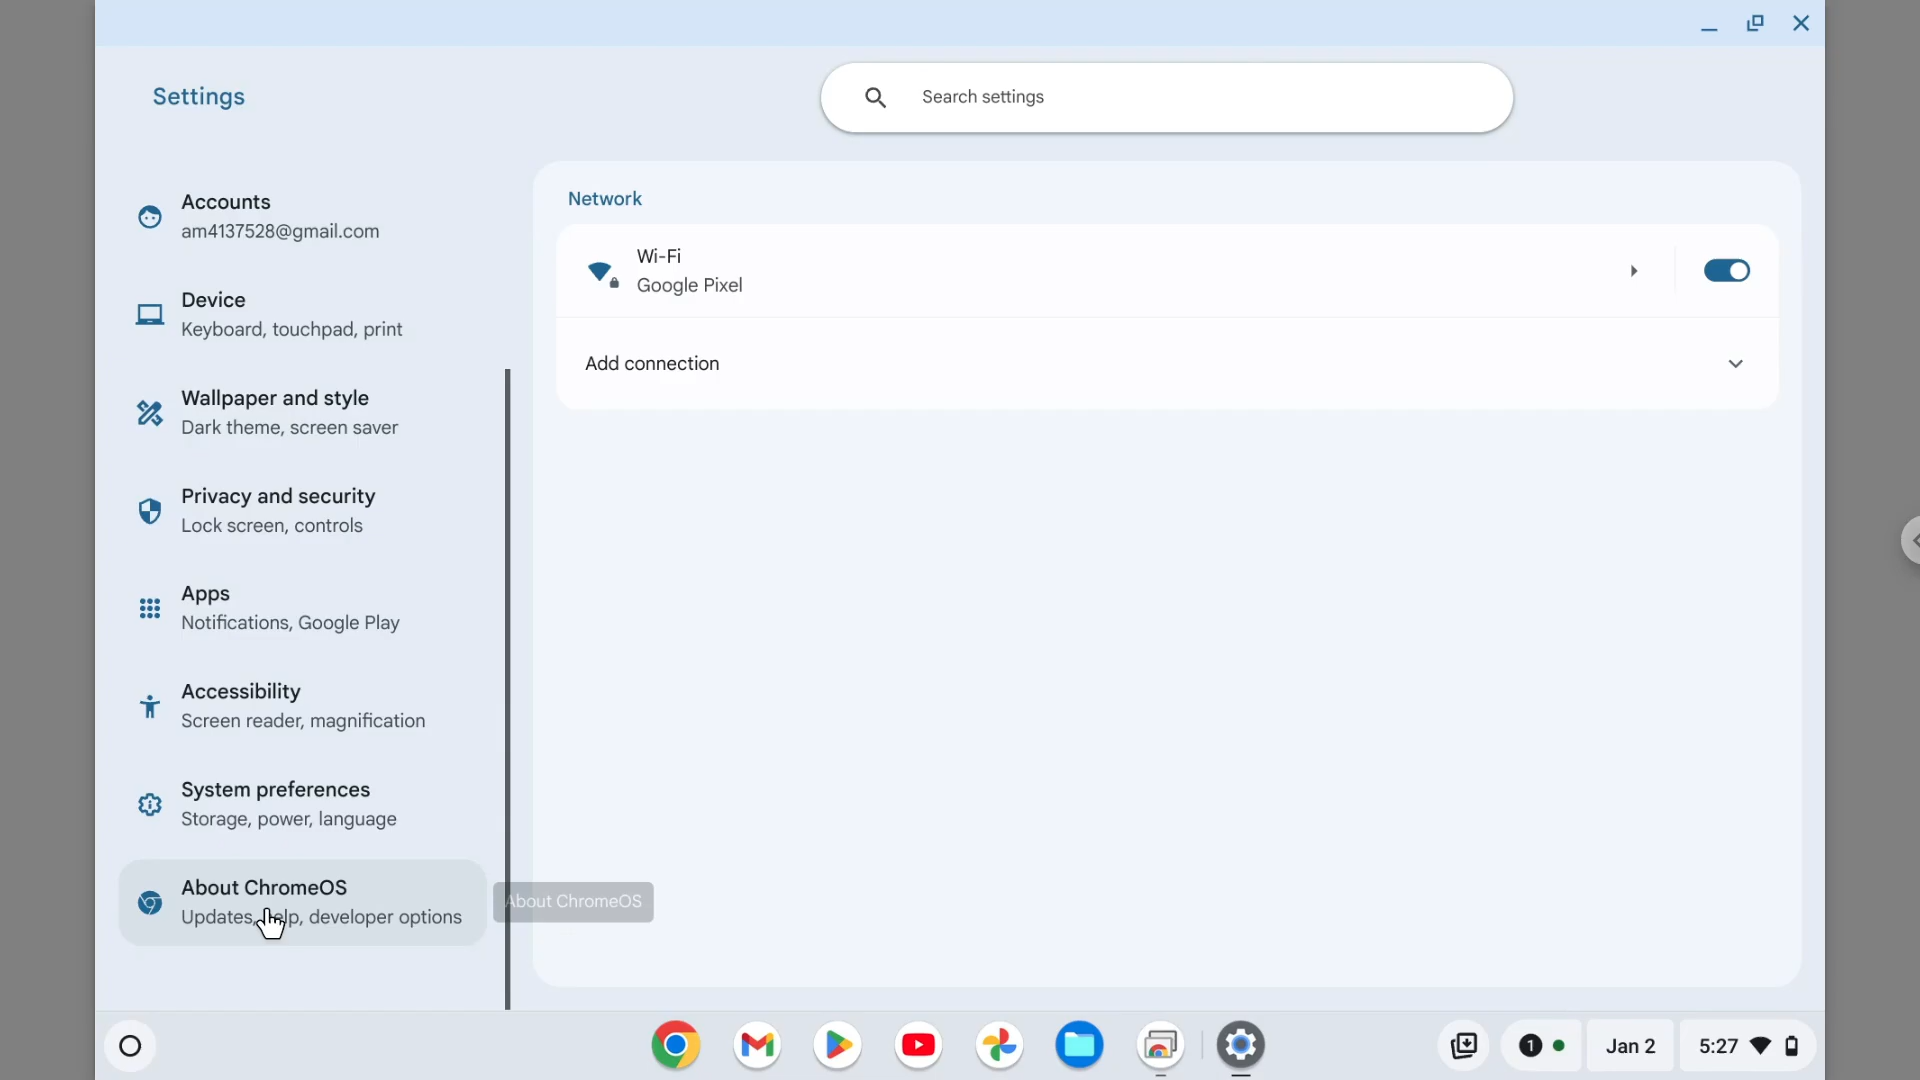 Settings
Search settings
Accounts
am4137528@gmail.com
Device
Keyboard, touchpad, print
Wallpaper and style
Dark theme, screen saver
Privacy and security
Lock screen, controls
Apps
Notifications, Google Play
Accessibility
Screen reader, magnification
System preferences
Storage, power, language
About ChromeOS
Updates, help, developer options
About ChromeOS
Network
Wi-Fi
Google Pixel
Add connection
1
Jan 2
5:27